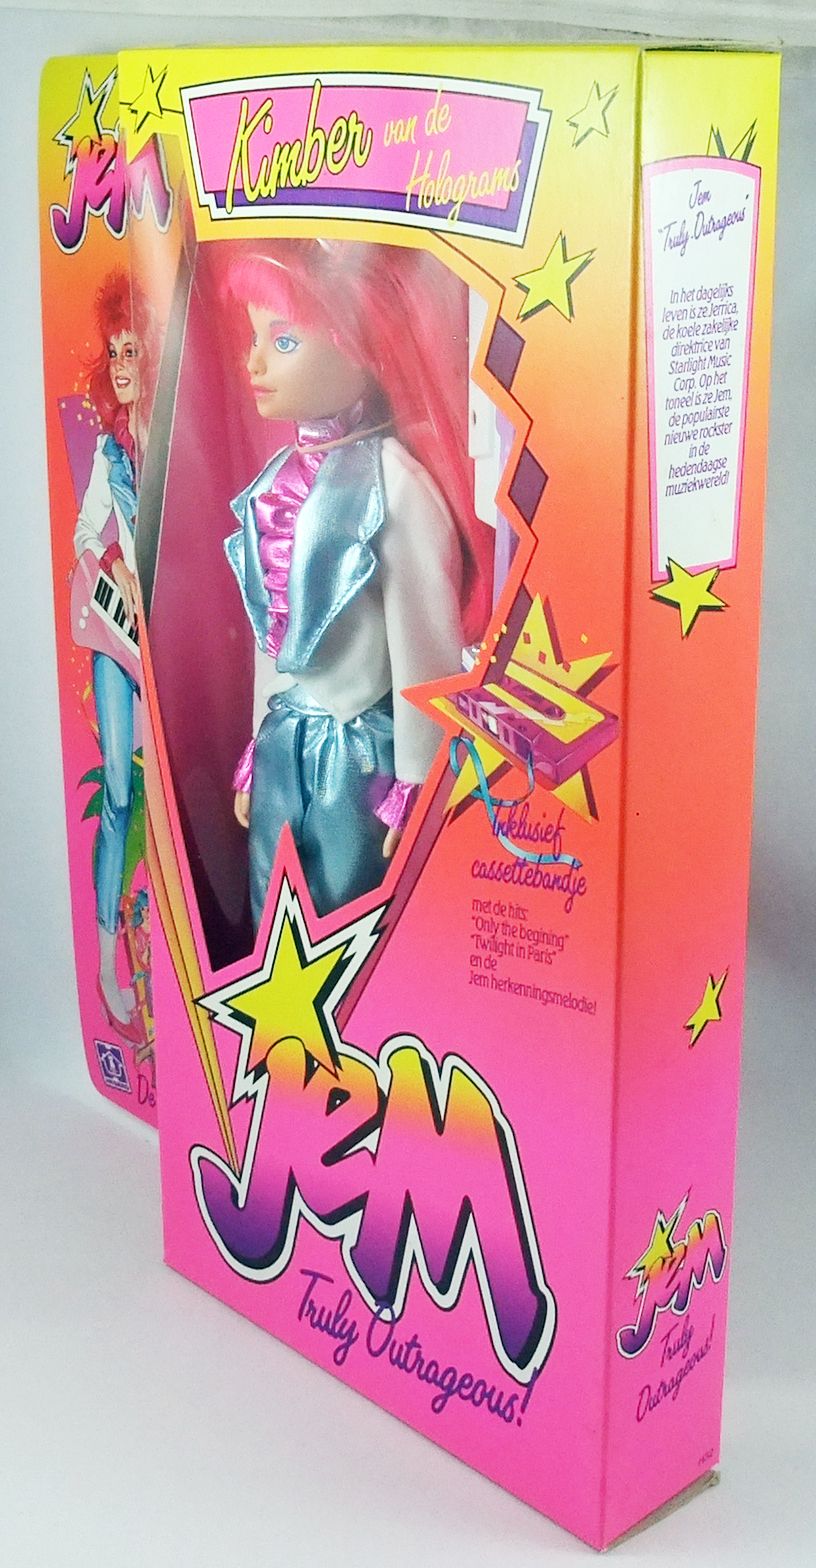 Jem
Kimber van de
Holograms
Jem
"Truly Outrageous"
In het dagelijks
leven is ze Jerrica,
de koele zakelijke
direktrice van
Starlight Music
Corp. Op het
toneel is ze Jem,
de populairste
nieuwe rockster
in de
hedendaagse
muziekwereld!
Inklusief
cassettebandje
met de hits:
"Only the begining"
"Twilight in Paris"
en de
Jem herkenningsmelodie!
De
Jem
Truly Outrageous!
Jem
Truly
Outrageous!